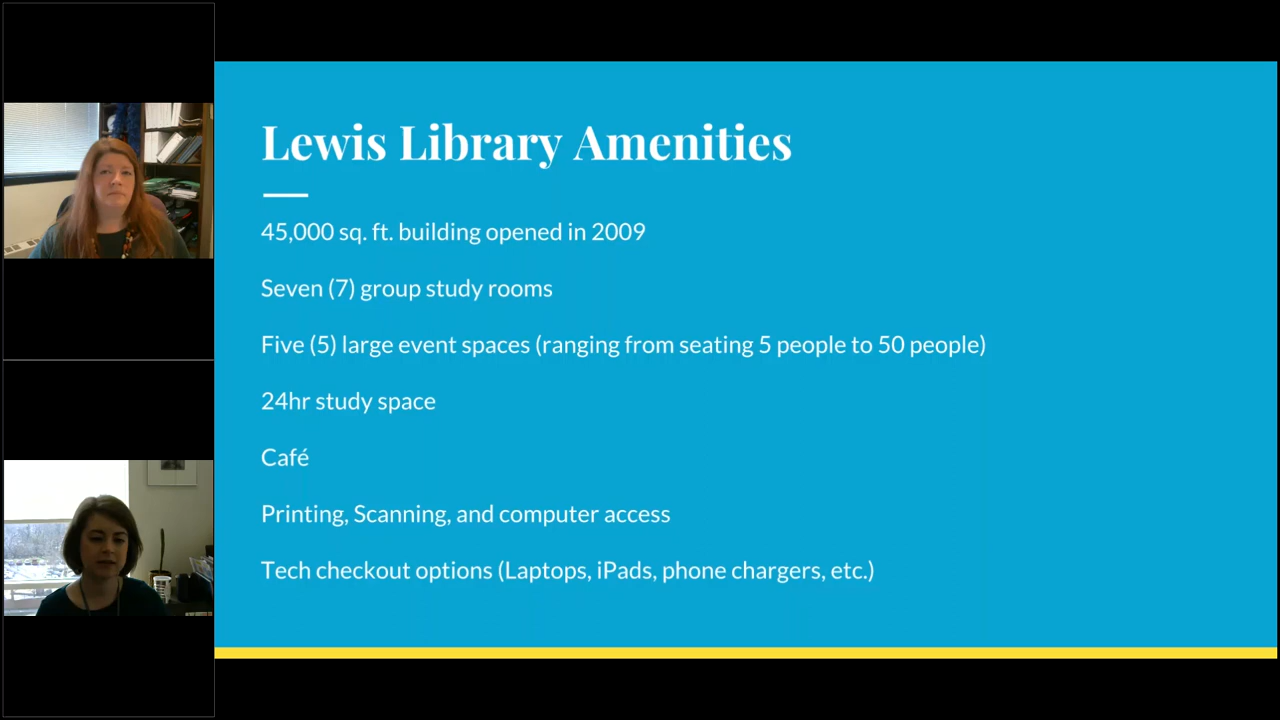 Lewis Library Amenities
45,000 sq. ft. building opened in 2009
Seven (7) group study rooms
Five (5) large event spaces (ranging from seating 5 people to 50 people)
24hr study space
Café
Printing, Scanning, and computer access
Tech checkout options (Laptops, iPads, phone chargers, etc.)